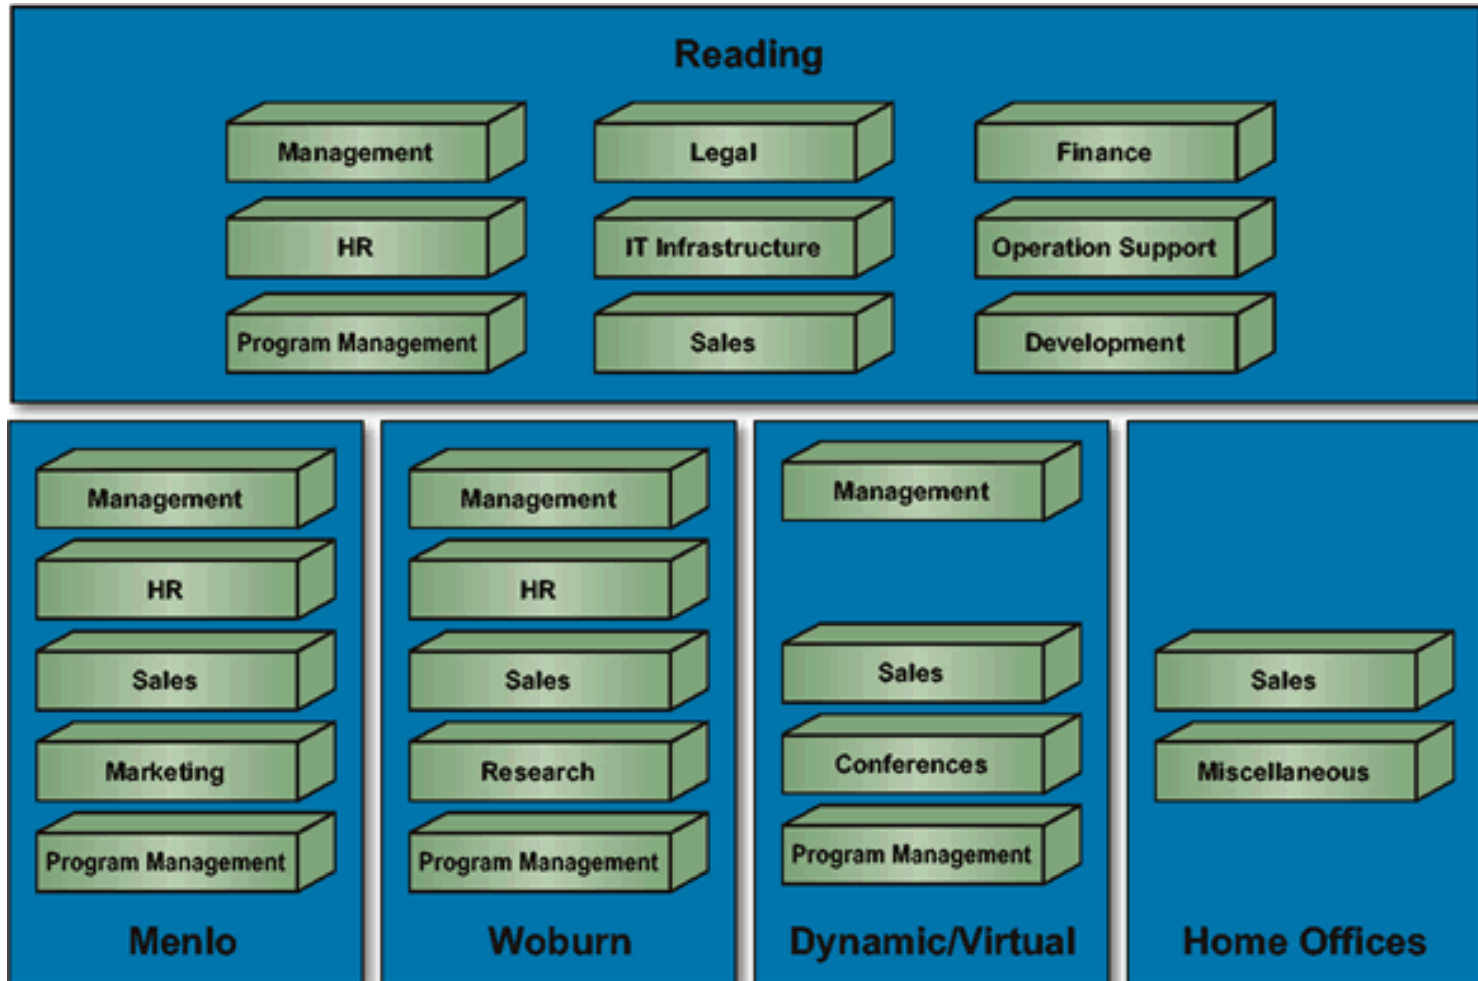 Reading
Management
Legal
Finance
HR
IT Infrastructure
Operation Support
Program Management
Sales
Development
Management
HR
Sales
Marketing
Program Management
Menlo
Management
HR
Sales
Research
Program Management
Woburn
Management
Sales
Conferences
Program Management
Dynamic/Virtual
Sales
Miscellaneous
Home Offices